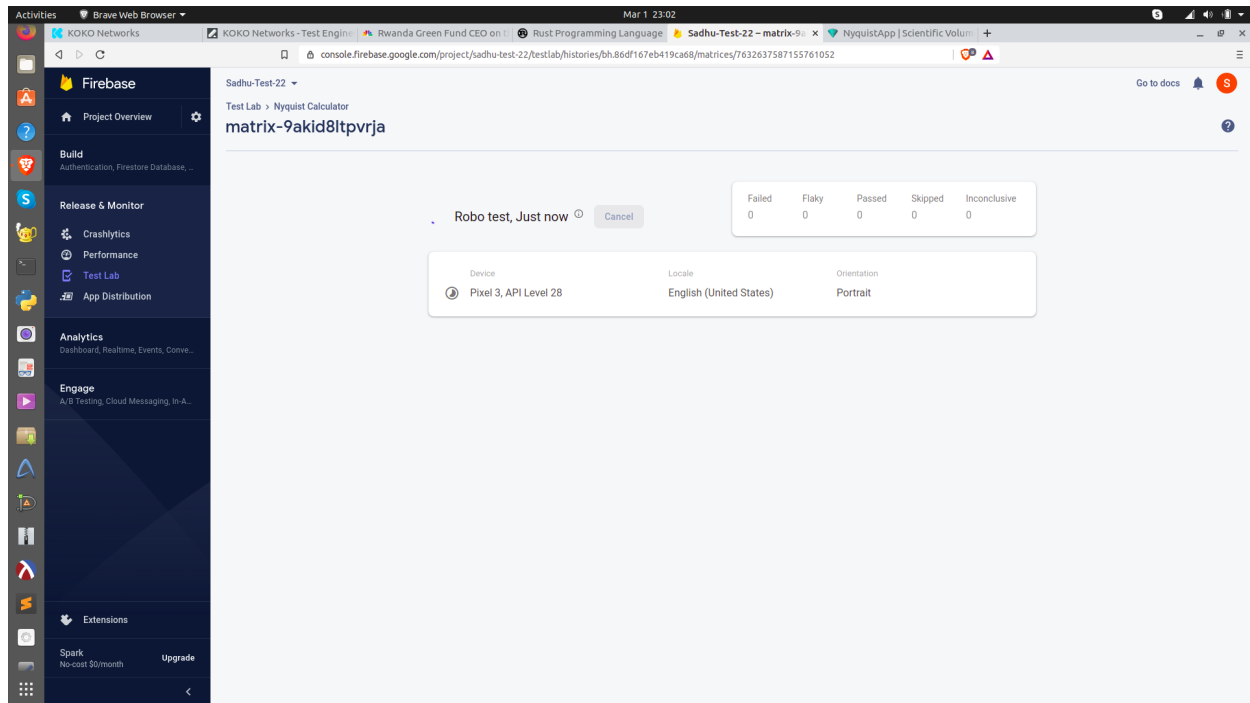 Activities Brave Web Browser Mar 1 23:02
KOKO Networks KOKO Networks - Test Engine Rwanda Green Fund CEO on t Rust Programming Language Sadhu-Test-22 – matrix-9a NyquistApp | Scientific Volum
console.firebase.google.com/project/sadhu-test-22/testlab/histories/bh.86df167eb419ca68/matrices/7632637587155761052
Firebase
Sadhu-Test-22
Go to docs
S
Project Overview
Test Lab > Nyquist Calculator
matrix-9akid8ltpvrja
Build
Authentication, Firestore Database, ...
Release & Monitor
Crashlytics
Performance
Test Lab
App Distribution
Analytics
Dashboard, Realtime, Events, Conve...
Engage
A/B Testing, Cloud Messaging, In-A...
Extensions
Spark
No-cost $0/month
Upgrade
Robo test, Just now
Cancel
Failed Flaky Passed Skipped Inconclusive
0 0 0 0 0
Device Locale Orientation
Pixel 3, API Level 28 English (United States) Portrait